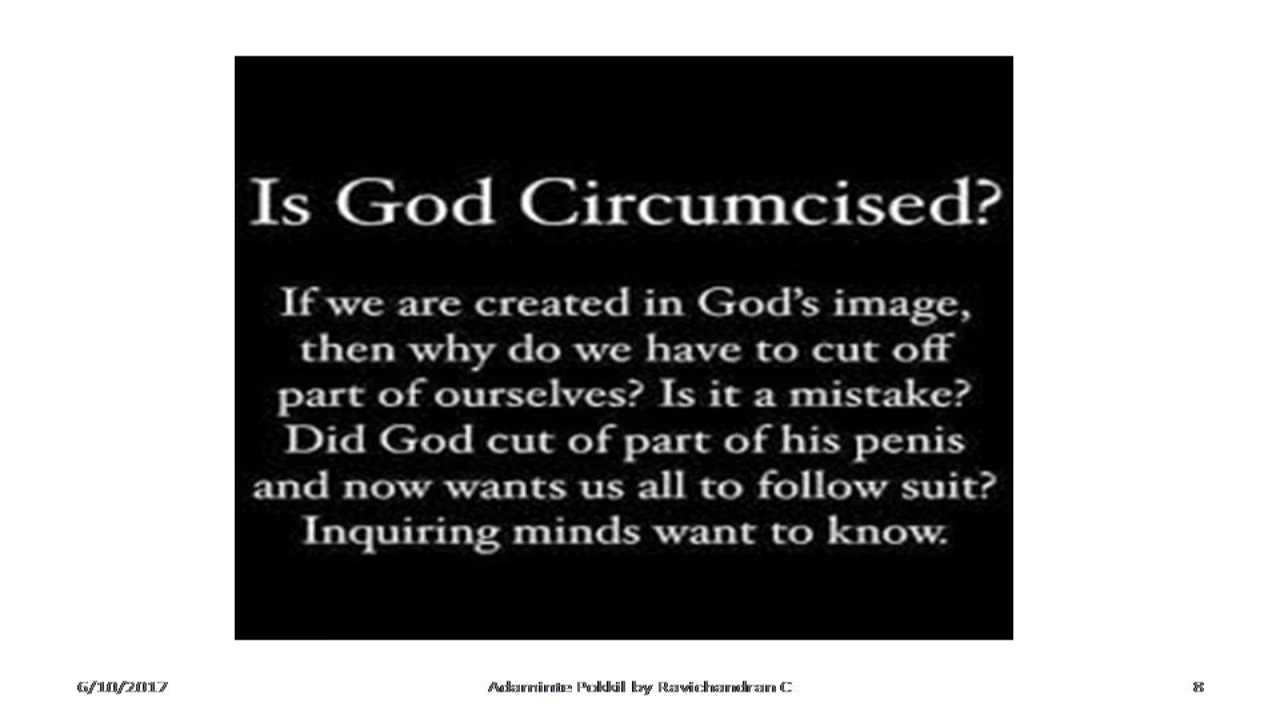 Is God Circumcised?
If we are created in God's image,
then why do we have to cut off
part of ourselves? Is it a mistake?
Did God cut of part of his penis
and now wants us all to follow suit?
Inquiring minds want to know.
6/10/2017 Adaminte Pokkil by Ravichandran C 8